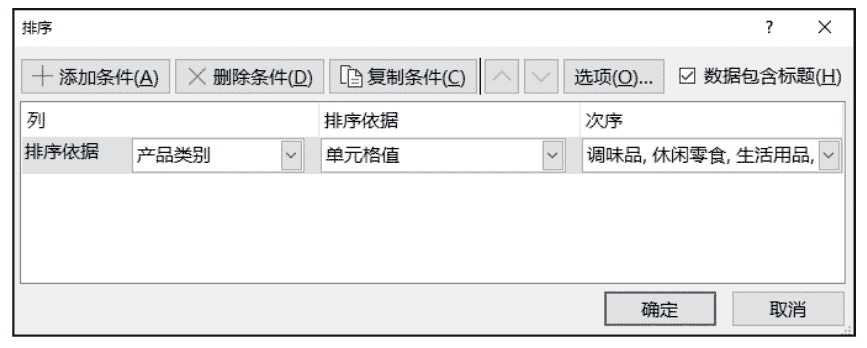 排序 ?
添加条件(A) 删除条件(D) 复制条件(C) 选项(O)... 数据包含标题(H)
列 排序依据 次序
排序依据 产品类别 单元格值 调味品, 休闲零食, 生活用品,
确定 取消